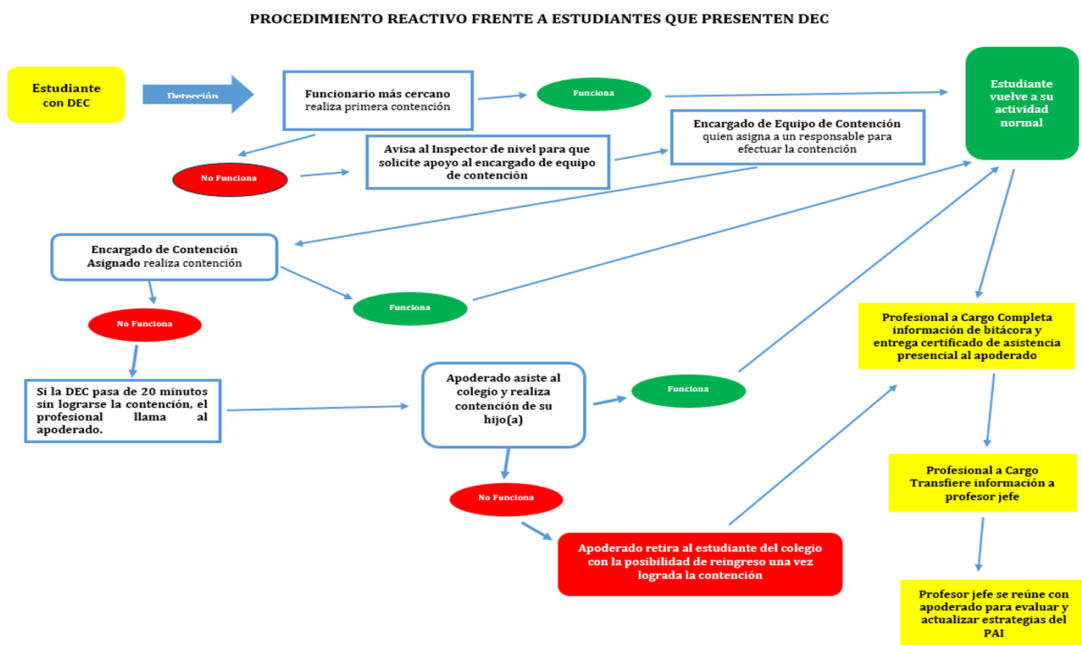 PROCEDIMIENTO REACTIVO FRENTE A ESTUDIANTES QUE PRESENTEN DEC
Estudiante
con DEC
Detección
Funcionario más cercano
realiza primera contención
Funciona
Estudiante
vuelve a su
actividad
normal
No Funciona
Avisa al Inspector de nivel para que
solicite apoyo al encargado de equipo
de contención
Encargado de Equipo de Contención
quien asigna a un responsable para
efectuar la contención
Encargado de Contención
Asignado realiza contención
Funciona
No Funciona
Si la DEC pasa de 20 minutos
sin lograrse la contención, el
profesional llama al
apoderado.
Apoderado asiste al
colegio y realiza
contención de su
hijo(a)
Funciona
No Funciona
Apoderado retira al estudiante del colegio
con la posibilidad de reingreso una vez
lograda la contención
Profesional a Cargo Completa
información de bitácora y
entrega certificado de asistencia
presencial al apoderado
Profesional a Cargo
Transfiere información a
profesor jefe
Profesor jefe se reúne con
apoderado para evaluar y
actualizar estrategias del
PAI